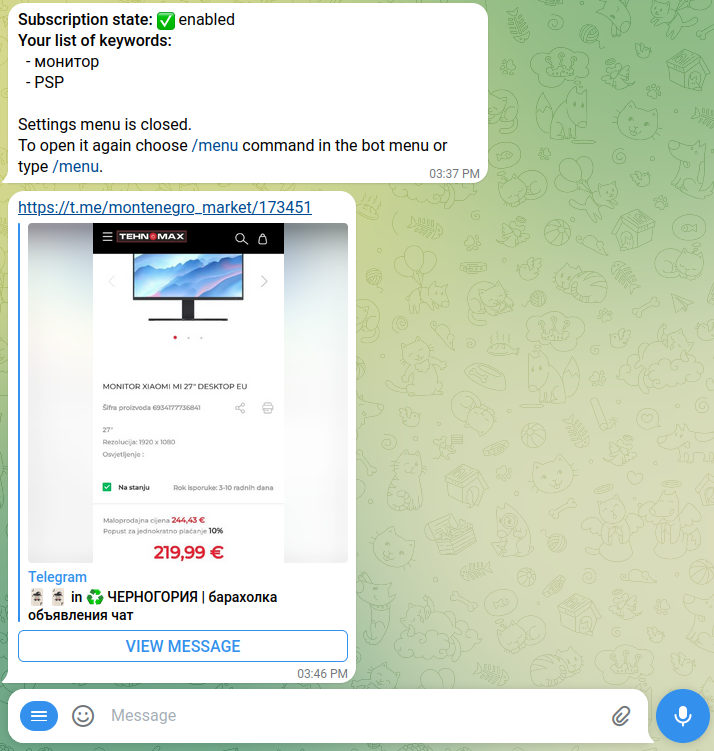 Subscription state: ✅ enabled
Your list of keywords:
- монитор
- PSP
Settings menu is closed.
To open it again choose /menu command in the bot menu or
type /menu.
03:37 PM
https://t.me/montenegro_market/173451
TEHNOMAX
MONITOR XIAOMI MI 27" DESKTOP EU
Šifra proizvoda 6934177736841
27"
Rezolucija: 1920 x 1080
Osvjetljenje :
Na stanju
Rok isporuke: 3-10 radnih dana
Maloprodajna cijena 244,43 €
Popust za jednokratno plaćanje 10%
219,99 €
Telegram
in ♻️ ЧЕРНОГОРИЯ | барахолка
объявления чат
VIEW MESSAGE
03:46 PM
Message